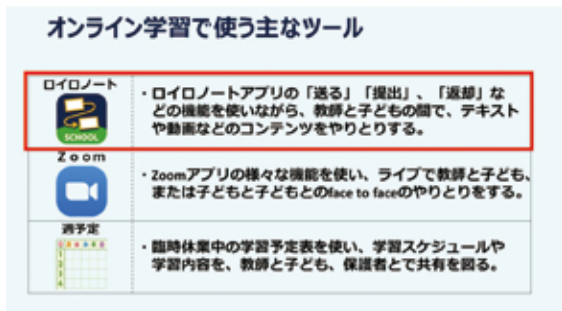 オンライン学習で使う主なツール
ロイロノート
SCHOOL
・ロイロノートアプリの「送る」「提出」、「返却」な
どの機能を使いながら、教師と子どもの間で、テキスト
や動画などのコンテンツをやりとりする。
Zoom
・Zoomアプリの様々な機能を使い、ライブで教師と子ども、
または子どもと子どもとのface to faceのやりとりをする。
週予定
・臨時休業中の学習予定表を使い、学習スケジュールや
学習内容を、教師と子ども、保護者とで共有を図る。